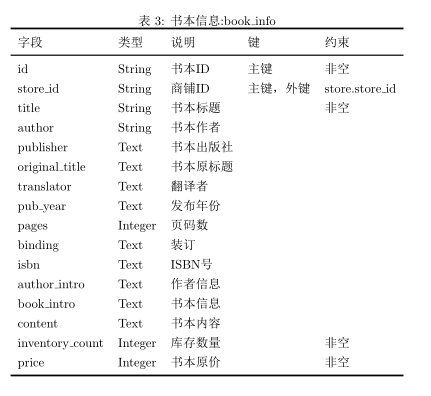 表 3: 书本信息:book_info
字段 类型 说明 键 约束
id String 书本ID 主键 非空
store_id String 商铺ID 主键，外键 store.store_id
title String 书本标题 非空
author String 书本作者
publisher Text 书本出版社
original_title Text 书本原标题
translator Text 翻译者
pub_year Text 发布年份
pages Integer 页码数
binding Text 装订
isbn Text ISBN号
author_intro Text 作者信息
book_intro Text 书本信息
content Text 书本内容
inventory_count Integer 库存数量 非空
price Integer 书本原价 非空